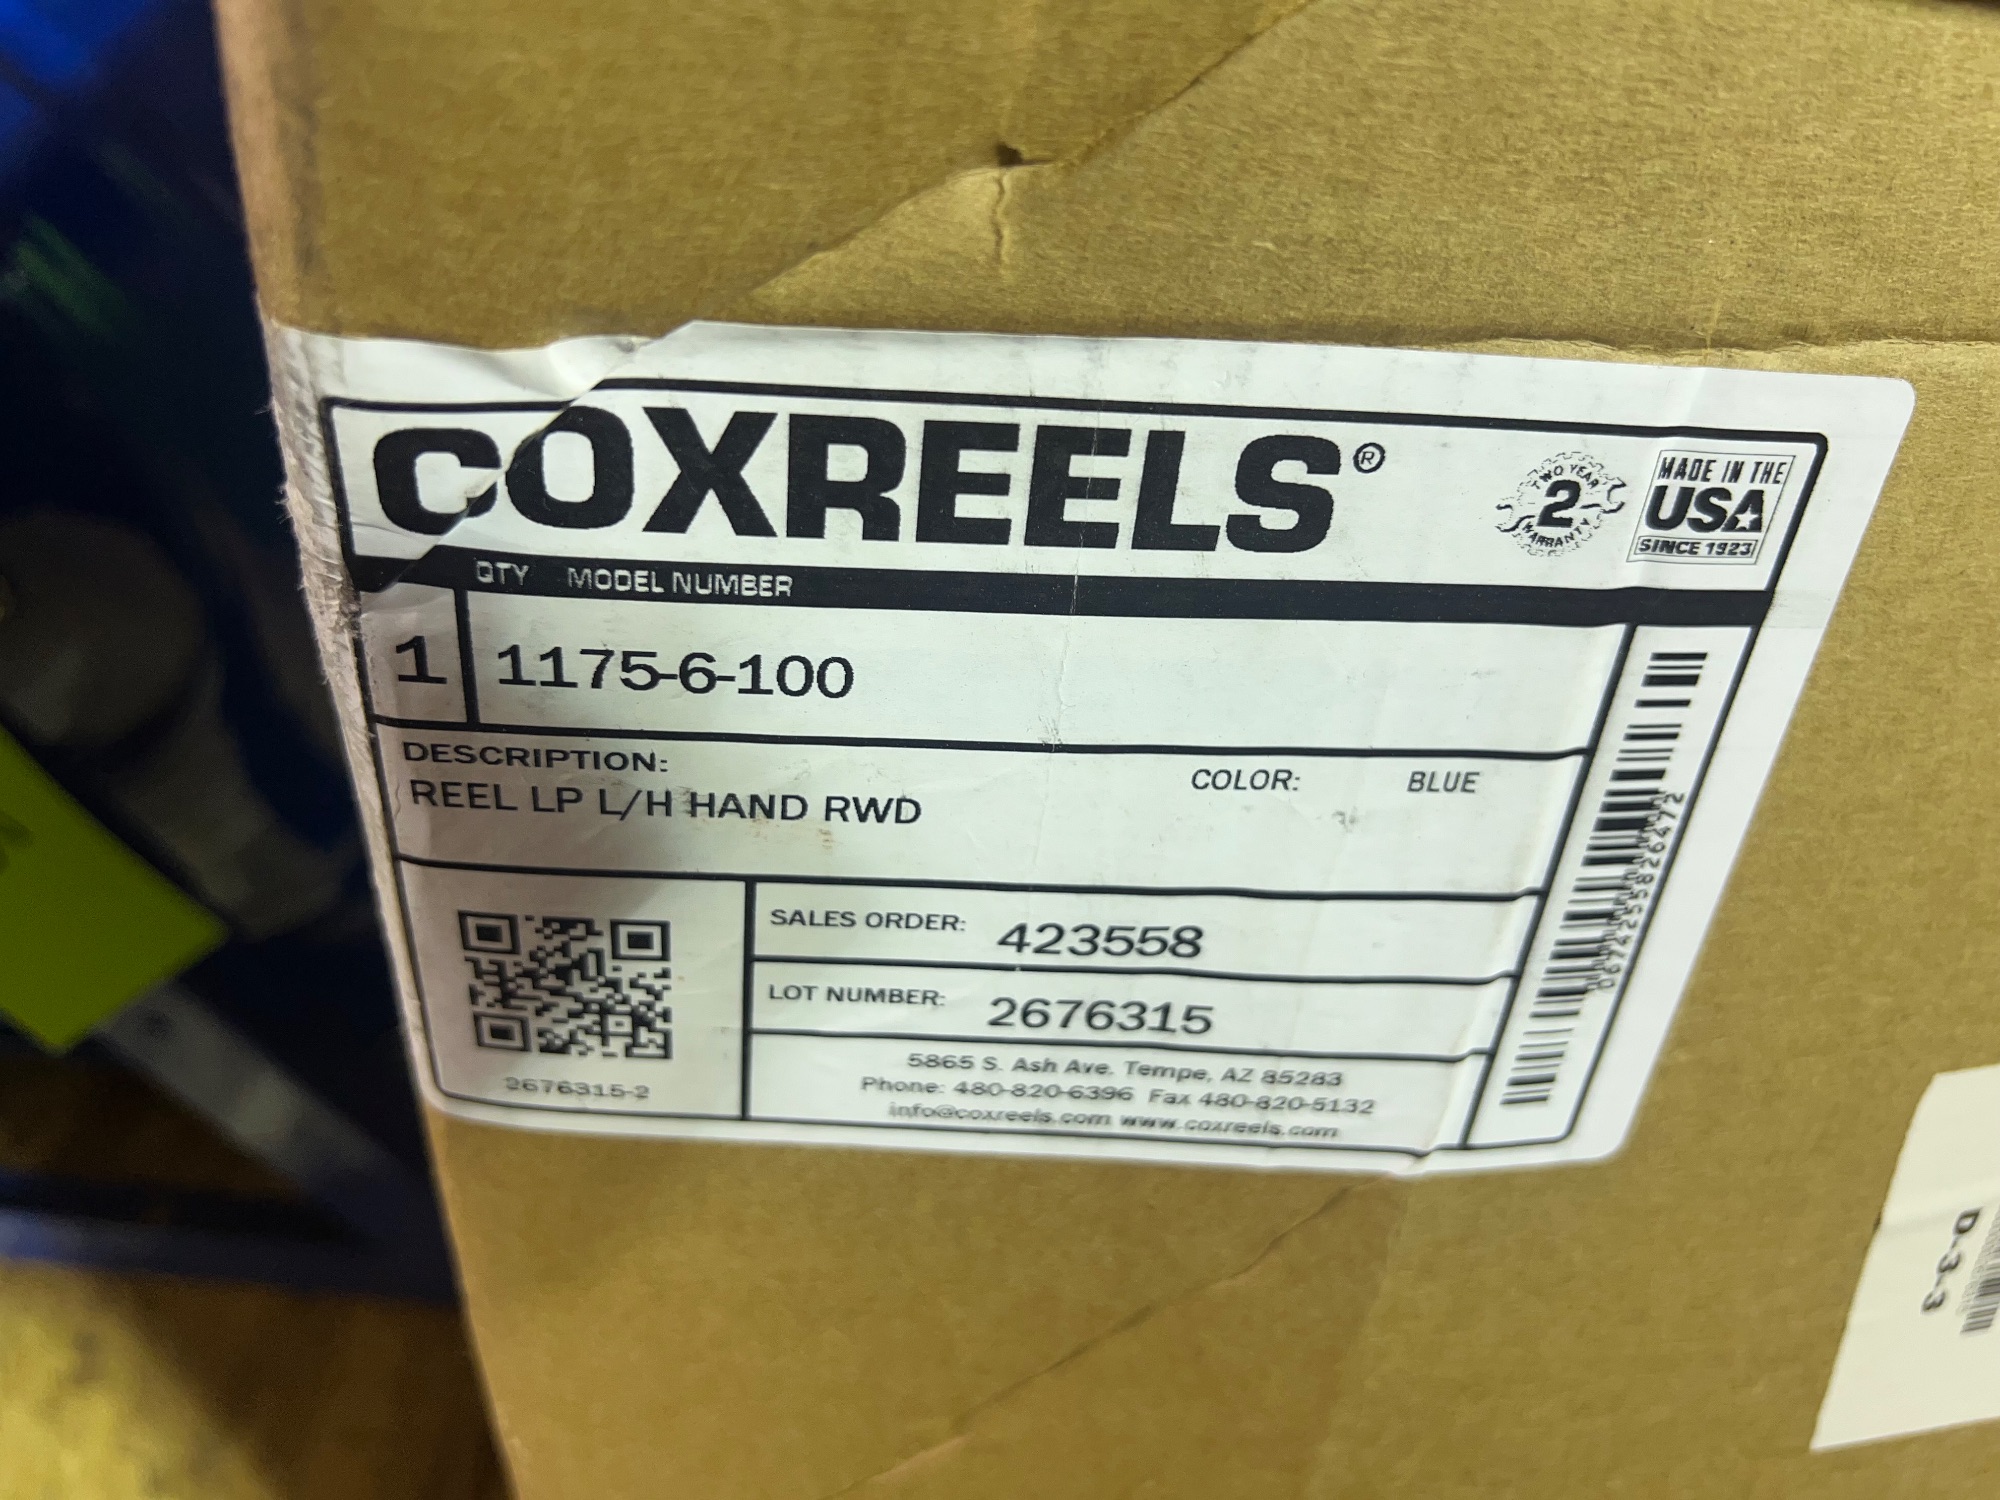 COXREELS®
TWO YEAR
2
WARRANTY
MADE IN THE
USA
SINCE 1923
QTY MODEL NUMBER
1 1175-6-100
DESCRIPTION:
REEL LP L/H HAND RWD
COLOR: BLUE
SALES ORDER: 423558
LOT NUMBER: 2676315
2676315-2
5865 S. Ash Ave. Tempe, AZ 85283
Phone: 480-820-6396 Fax 480-820-5132
info@coxreels.com www.coxreels.com
067425582647​2
D-3-3